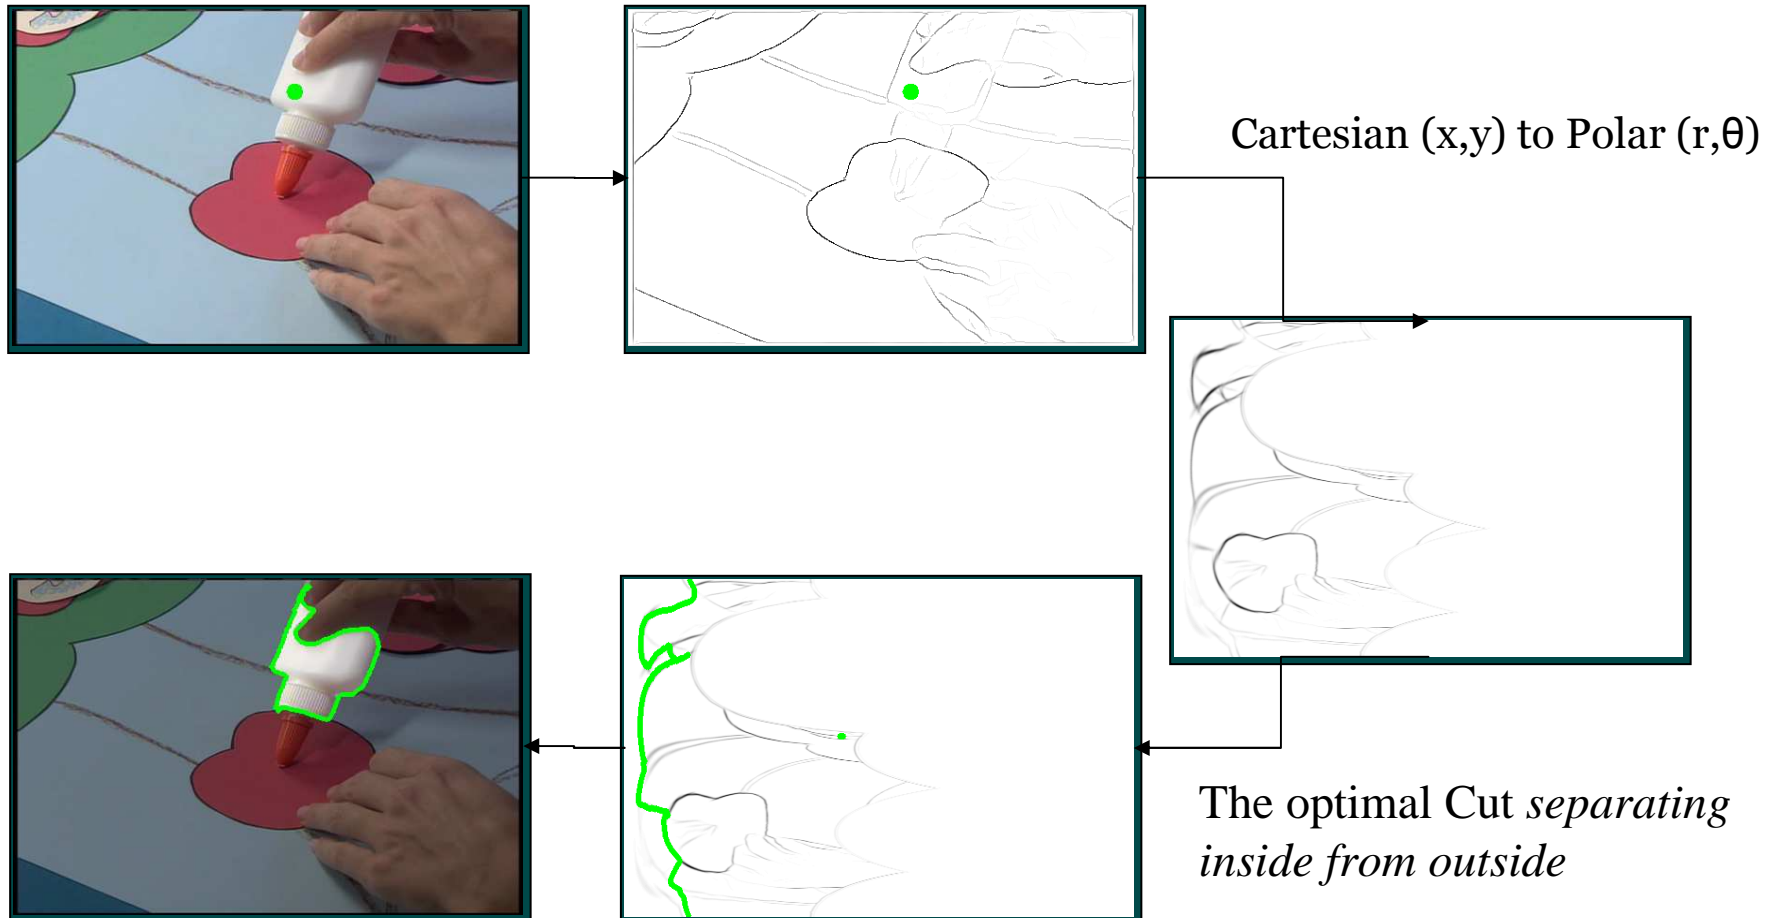 Cartesian (x,y) to Polar (r,θ)
The optimal Cut separating
inside from outside